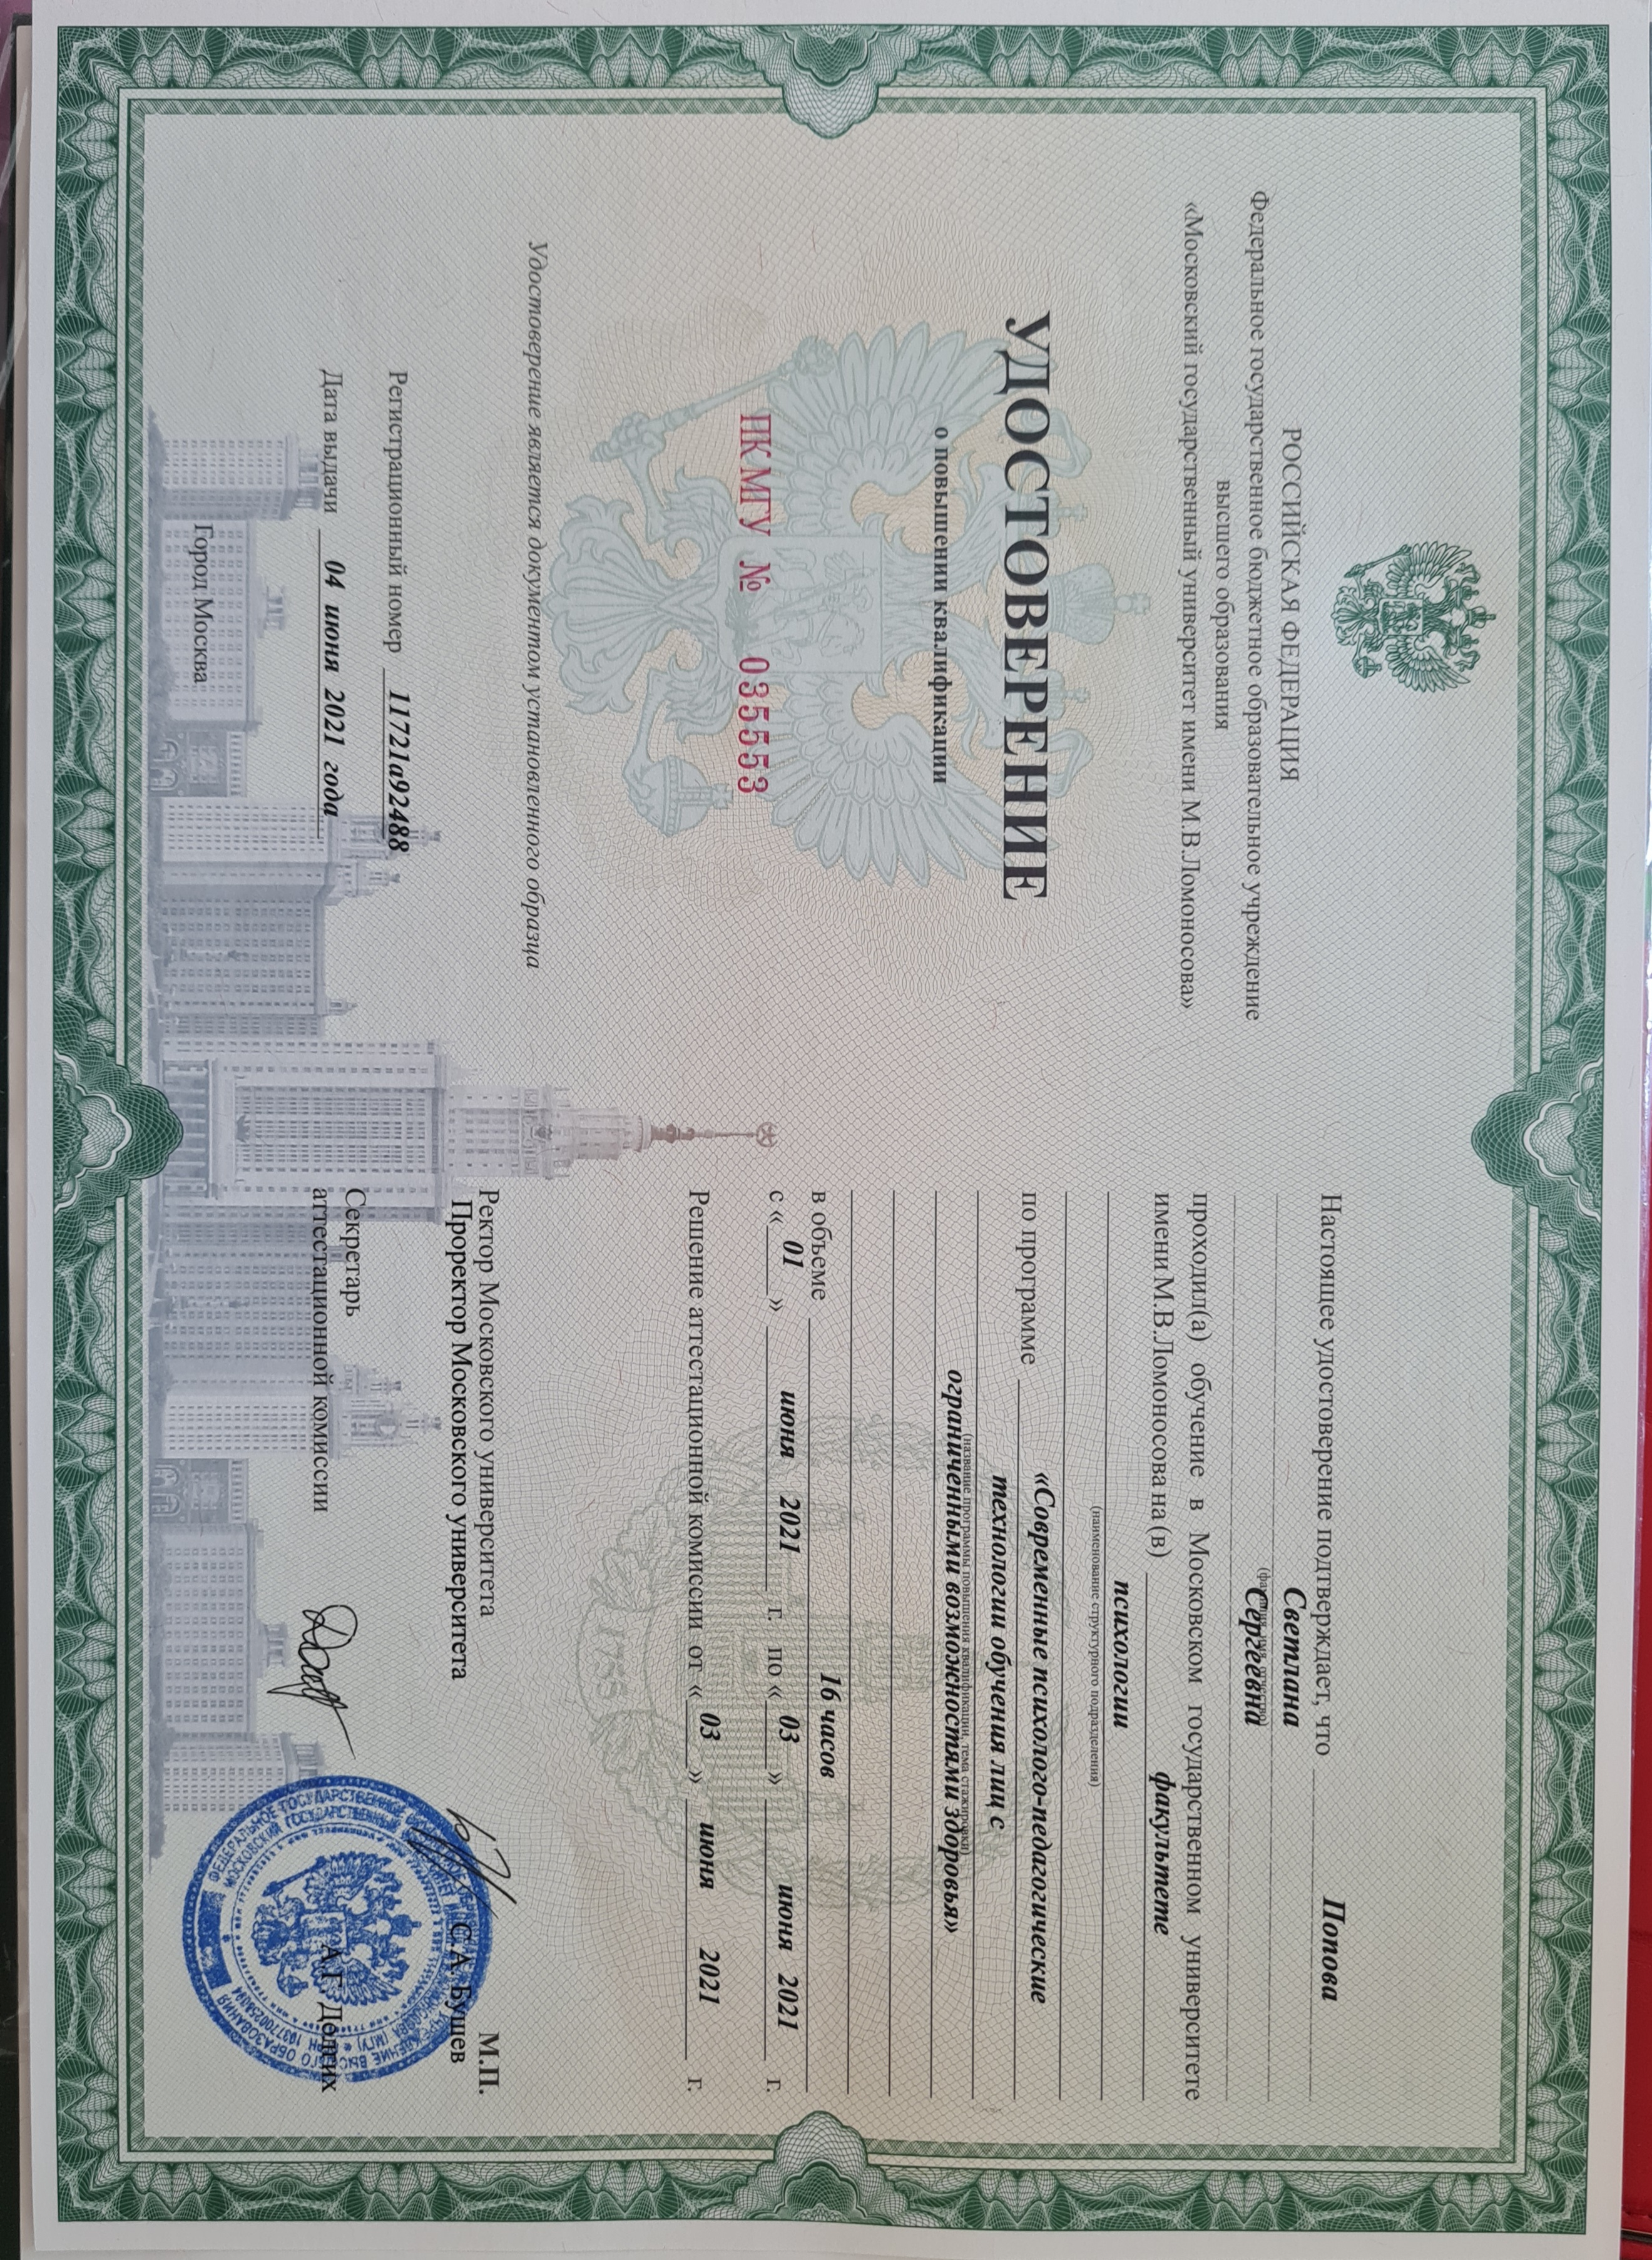 РОССИЙСКАЯ ФЕДЕРАЦИЯ
Федеральное государственное бюджетное образовательное учреждение
высшего образования
«Московский государственный университет имени М.В.Ломоносова»
УДОСТОВЕРЕНИЕ
о повышении квалификации
ПК МГУ № 035553
Удостоверение является документом установленного образца
Регистрационный номер 11721а92488
Дата выдачи 04 июня 2021 года
Город Москва
Настоящее удостоверение подтверждает, что Попова
Светлана
(фамилия, имя, отчество)
Сергеевна
проходил(а) обучение в Московском государственном университете
имени М.В.Ломоносова на (в) факультете
психологии
(наименование структурного подразделения)
по программе «Современные психолого-педагогические
технологии обучения лиц с
(название программы повышения квалификации, тема стажировки)
ограниченными возможностями здоровья»
в объеме 16 часов
с « 01 » июня 2021 г. по « 03 » июня 2021 г.
Решение аттестационной комиссии от « 03 » июня 2021 г.
1755
Ректор Московского университета М.П.
Проректор Московского университета С.А. Бушев
Секретарь
аттестационной комиссии А.Г. Долгих